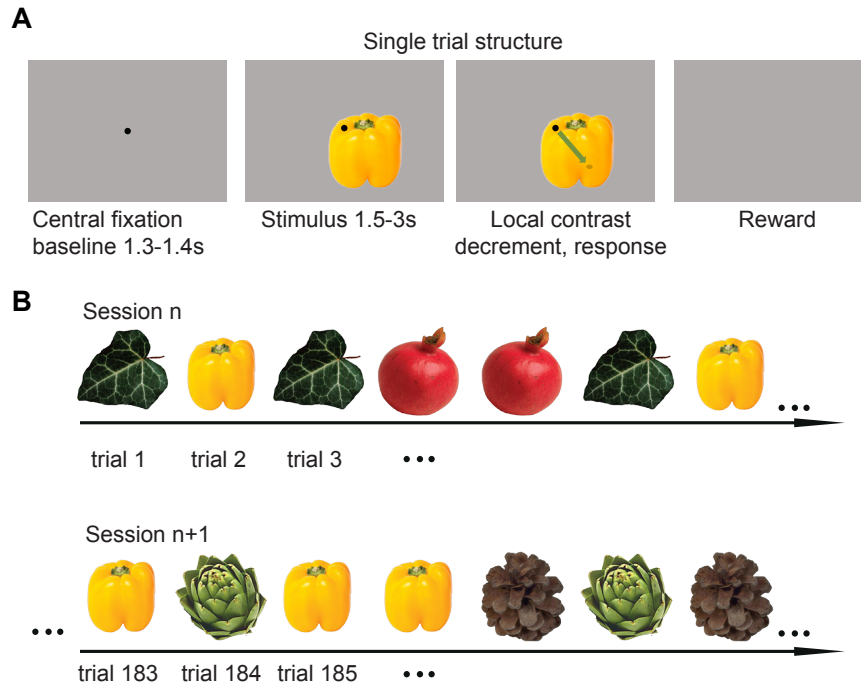 A
Single trial structure
Central fixation
baseline 1.3-1.4s
Stimulus 1.5-3s
Local contrast
decrement, response
Reward
B
Session n
...
trial 1 trial 2 trial 3 ...
Session n+1
... ...
trial 183 trial 184 trial 185 ...